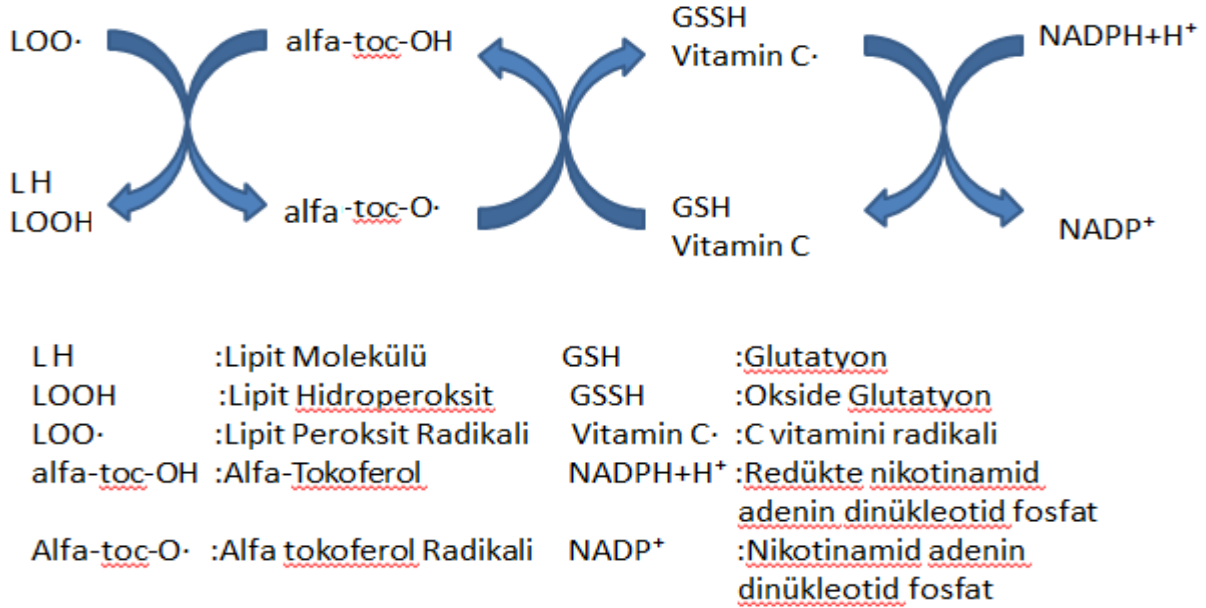 LOO· alfa-toc-OH GSSH NADPH+H⁺
Vitamin C·
LH
LOOH alfa-toc-O· GSH NADP⁺
Vitamin C
LH :Lipit Molekülü GSH :Glutatyon
LOOH :Lipit Hidroperoksit GSSH :Okside Glutatyon
LOO· :Lipit Peroksit Radikali Vitamin C· :C vitamini radikali
alfa-toc-OH :Alfa-Tokoferol NADPH+H⁺ :Redükte nikotinamid
adenin dinükleotid fosfat
Alfa-toc-O· :Alfa tokoferol Radikali NADP⁺ :Nikotinamid adenin
dinükleotid fosfat